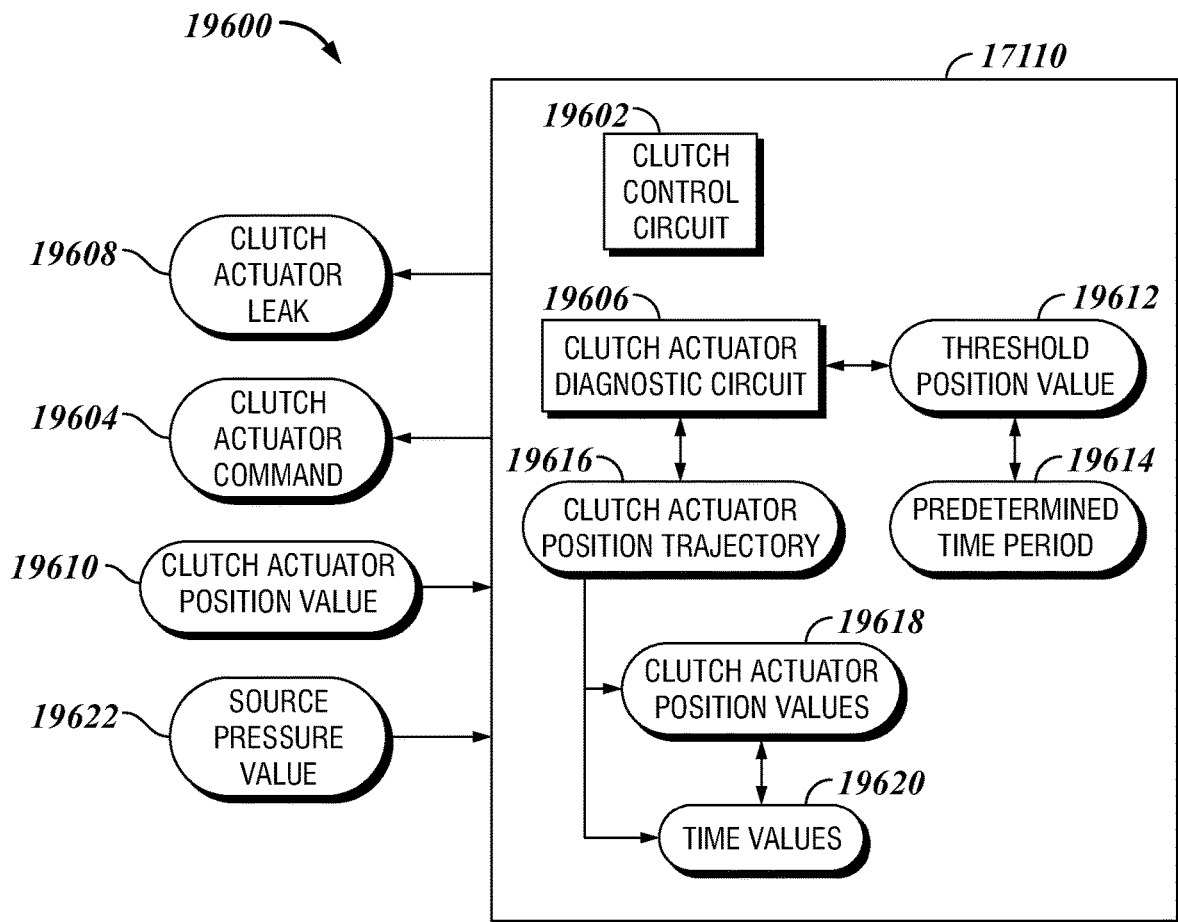 19600
17110
19602
CLUTCH
CONTROL
CIRCUIT
19608
CLUTCH
ACTUATOR
LEAK
19606
CLUTCH ACTUATOR
DIAGNOSTIC CIRCUIT
19612
THRESHOLD
POSITION VALUE
19604
CLUTCH
ACTUATOR
COMMAND
19616
CLUTCH ACTUATOR
POSITION TRAJECTORY
19614
PREDETERMINED
TIME PERIOD
19610
CLUTCH ACTUATOR
POSITION VALUE
19618
CLUTCH ACTUATOR
POSITION VALUES
19622
SOURCE
PRESSURE
VALUE
19620
TIME VALUES